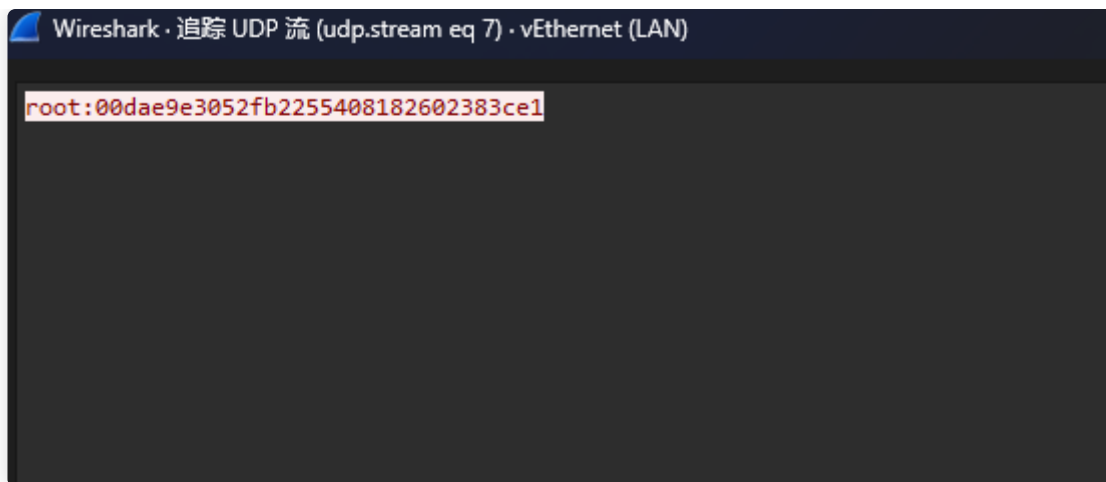 Wireshark · 追踪 UDP 流 (udp.stream eq 7) · vEthernet (LAN)
root:00dae9e3052fb2255408182602383ce1